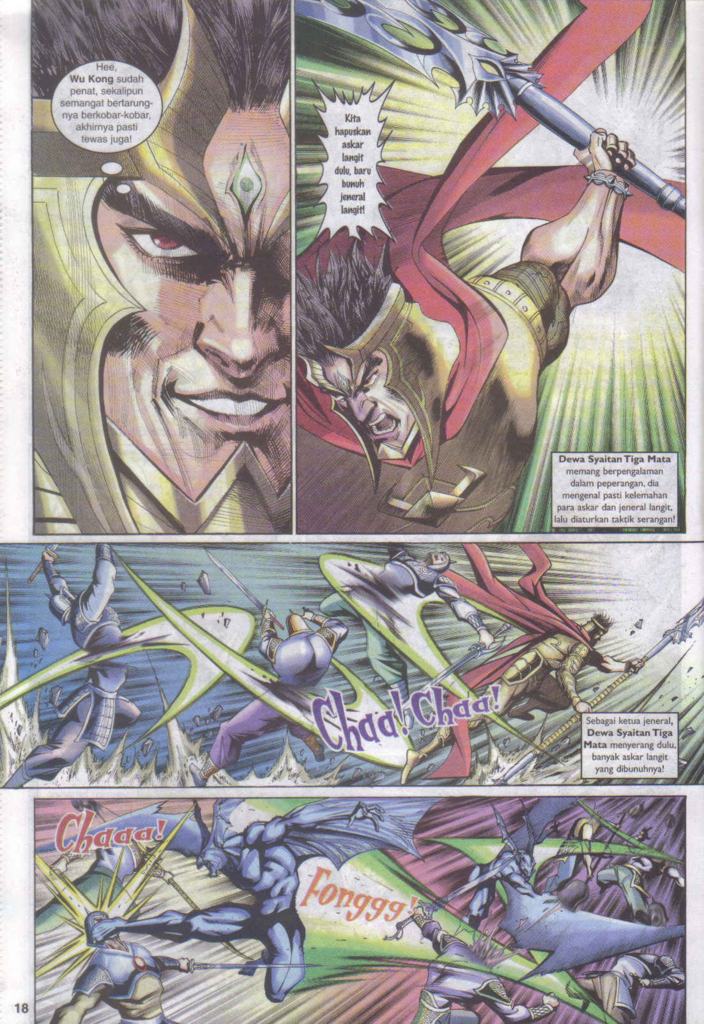 Heé,
Wu Kong sudah
penat, sekalipun
semangat bertarung-
nya berkobar-kobar,
akhirnya pasti
tewas juga!
Kita
hapuskan
askar
langit
dulu, baru
bunuh
jeneral
langit!
Dewa Syaitan Tiga Mata
memang berpengalaman
dalam peperangan, dia
mengenal pasti kelemahan
para askar dan jeneral langit,
lalu diaturkan taktik serangan!
Chaa! Chaa!
Sebagai ketua jeneral,
Dewa Syaitan Tiga
Mata menyerang dulu,
banyak askar langit
yang dibunuhnya!
Chaaa!
Fonggg!
18